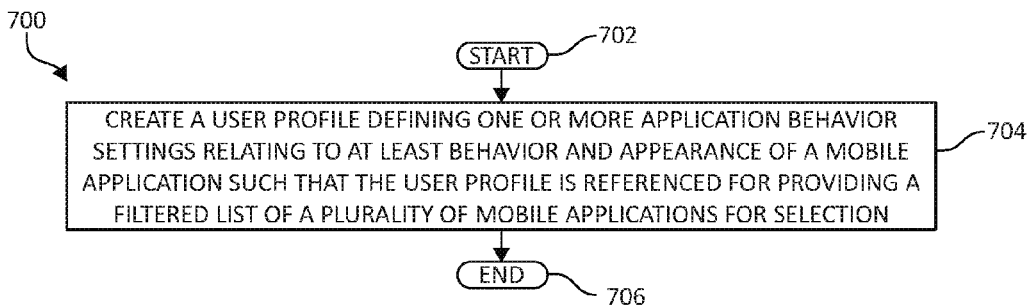 700
START
702
CREATE A USER PROFILE DEFINING ONE OR MORE APPLICATION BEHAVIOR
SETTINGS RELATING TO AT LEAST BEHAVIOR AND APPEARANCE OF A MOBILE
APPLICATION SUCH THAT THE USER PROFILE IS REFERENCED FOR PROVIDING A
FILTERED LIST OF A PLURALITY OF MOBILE APPLICATIONS FOR SELECTION
704
END
706